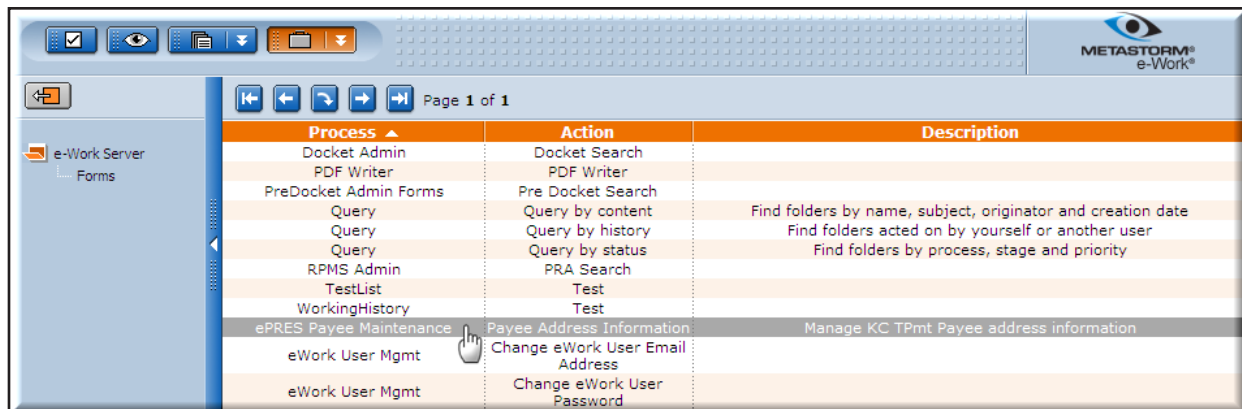 METASTORM®
e-Work®
Page 1 of 1
e-Work Server
Forms
Process Action Description
Docket Admin Docket Search
PDF Writer PDF Writer
PreDocket Admin Forms Pre Docket Search
Query Query by content Find folders by name, subject, originator and creation date
Query Query by history Find folders acted on by yourself or another user
Query Query by status Find folders by process, stage and priority
RPMS Admin PRA Search
TestList Test
WorkingHistory Test
ePRES Payee Maintenance Payee Address Information Manage KC TPmt Payee address information
eWork User Mgmt Change eWork User Email
Address
eWork User Mgmt Change eWork User
Password